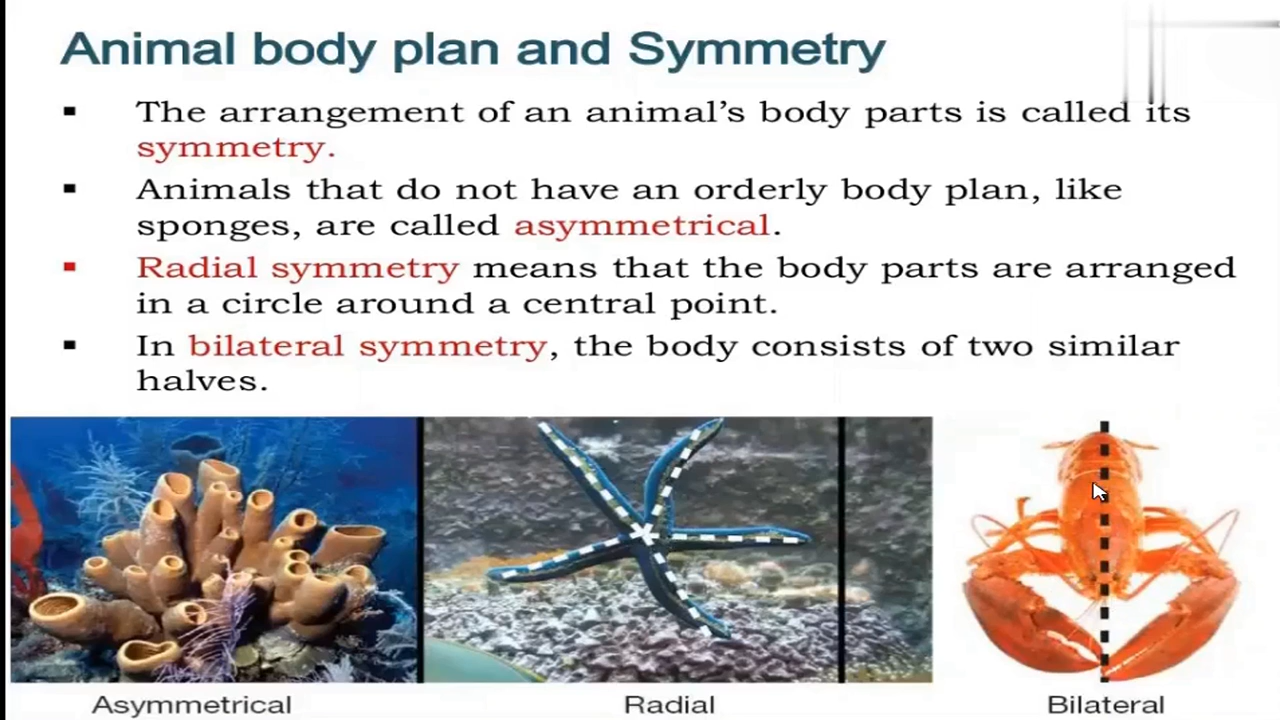 Animal body plan and Symmetry
The arrangement of an animal's body parts is called its
symmetry.
Animals that do not have an orderly body plan, like
sponges, are called asymmetrical.
Radial symmetry means that the body parts are arranged
in a circle around a central point.
In bilateral symmetry, the body consists of two similar
halves.
Asymmetrical
Radial
Bilateral